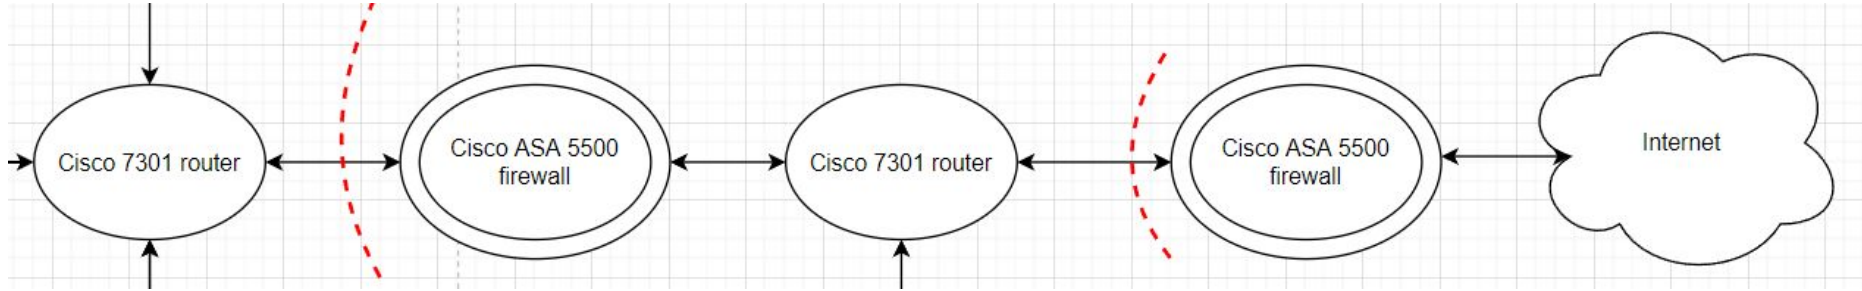 Cisco 7301 router
Cisco ASA 5500
firewall
Cisco 7301 router
Cisco ASA 5500
firewall
Internet